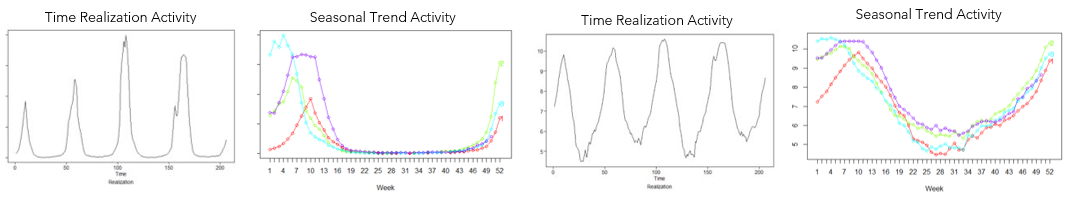 Time Realization Activity
0 50 100 150 200
Time
Realization
Seasonal Trend Activity
1 4 7 10 13 16 19 22 25 28 31 34 37 40 43 46 49 52
Week
Time Realization Activity
10
9
8
7
6
5
0 50 100 150 200
Time
Realization
Seasonal Trend Activity
10
9
8
7
6
5
1 4 7 10 13 16 19 22 25 28 31 34 37 40 43 46 49 52
Week